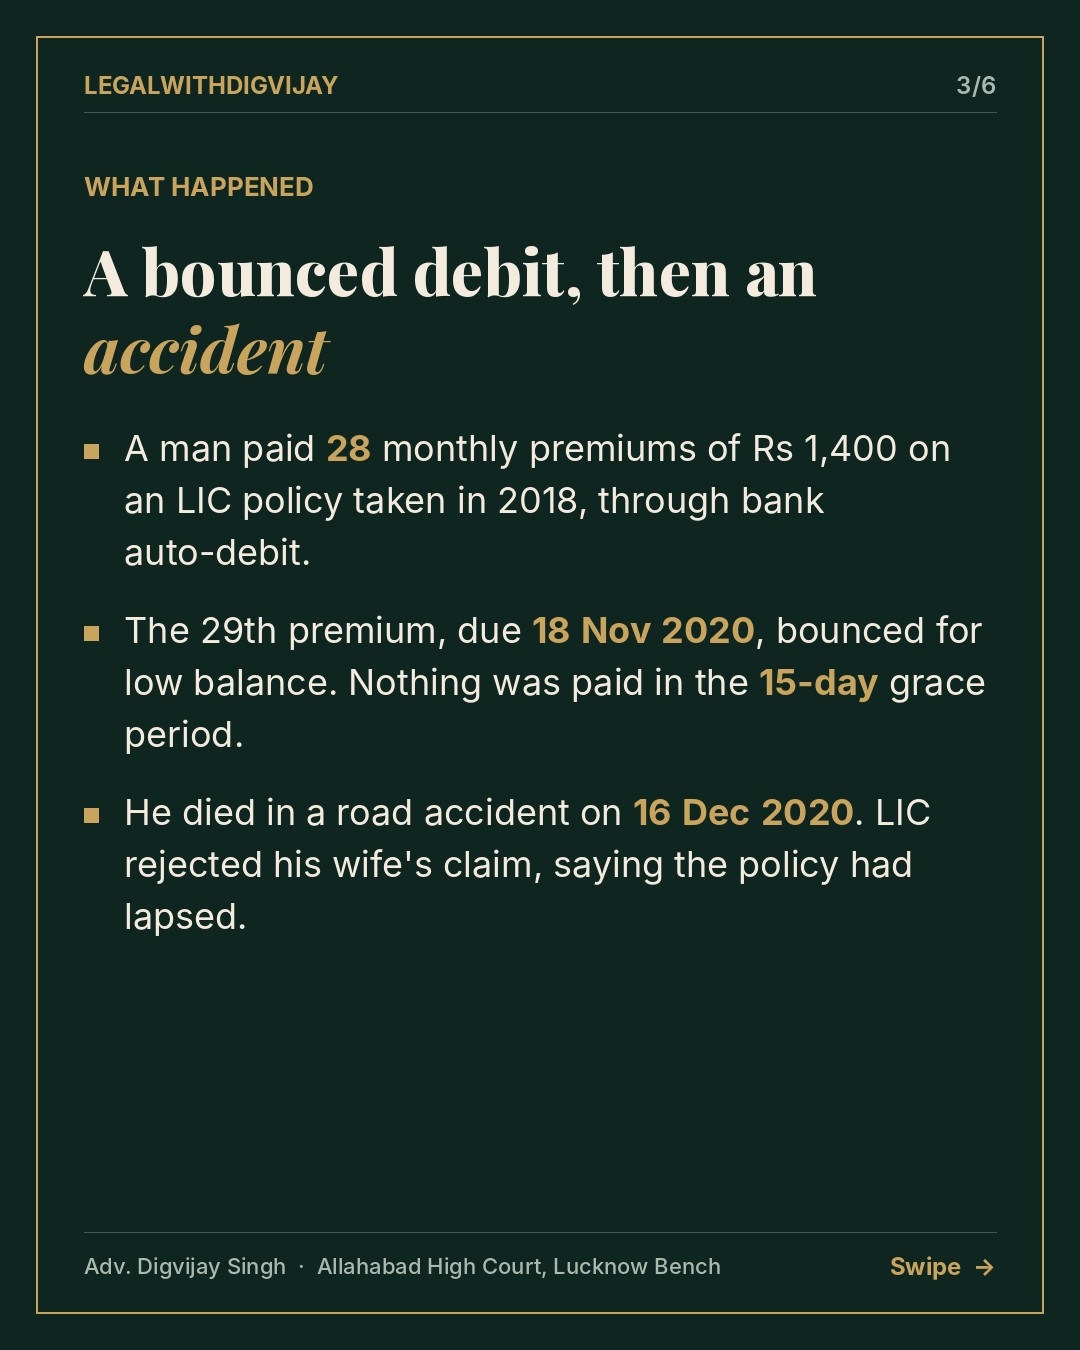 LEGALWITHDIGVIJAY
3/6
WHAT HAPPENED
A bounced debit, then an
accident
A man paid 28 monthly premiums of Rs 1,400 on
an LIC policy taken in 2018, through bank
auto-debit.
The 29th premium, due 18 Nov 2020, bounced for
low balance. Nothing was paid in the 15-day grace
period.
He died in a road accident on 16 Dec 2020. LIC
rejected his wife's claim, saying the policy had
lapsed.
Adv. Digvijay Singh · Allahabad High Court, Lucknow Bench
Swipe →